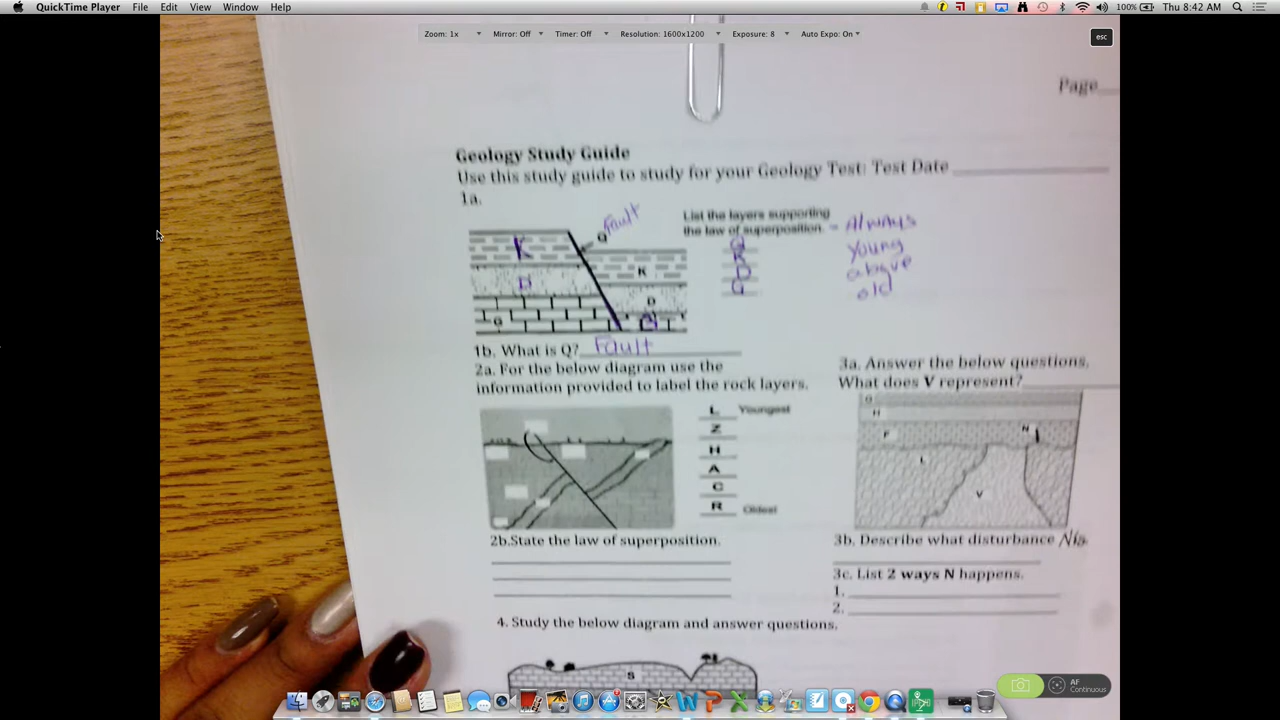 QuickTime Player File Edit View Window Help
100% Thu 8:42 AM
Zoom: 1x Mirror: Off Timer: Off Resolution: 1600x1200 Exposure: 8 Auto Expo: On
esc
Page
Geology Study Guide
Use this study guide to study for your Geology Test: Test Date
1a.
Fault
Q
K
D
G
K
D
G
List the layers supporting
the law of superposition. - Always
young
above
old
Q
K
D
G
1b. What is Q? Fault
2a. For the below diagram use the
information provided to label the rock layers.
L Youngest
Z
H
A
C
R Oldest
2b.State the law of superposition.
3a. Answer the below questions.
What does V represent?
H
F
N
L
V
3b. Describe what disturbance N is
3c. List 2 ways N happens.
1.
2.
4. Study the below diagram and answer questions.
S
AF
Continuous